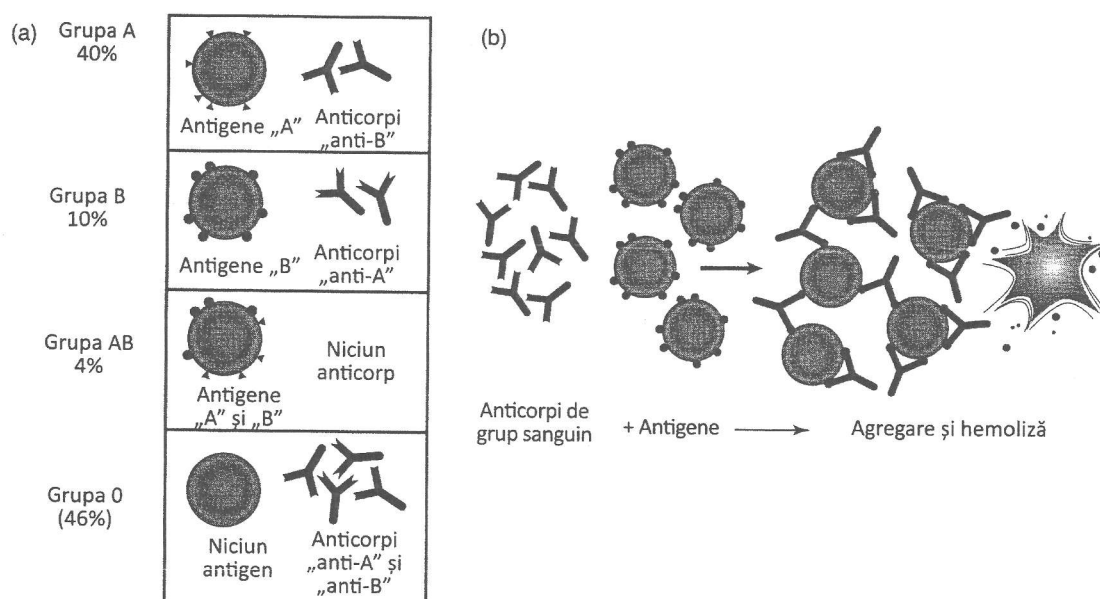 (a)
Grupa A
40%
Antigene „A”
Anticorpi
„anti-B”
Grupa B
10%
Antigene „B”
Anticorpi
„anti-A”
Grupa AB
4%
Antigene
„A” și „B”
Niciun
anticorp
Grupa 0
(46%)
Niciun
antigen
Anticorpi
„anti-A” și
„anti-B”
(b)
Anticorpi de
grup sanguin
+ Antigene
Agregare și hemoliză